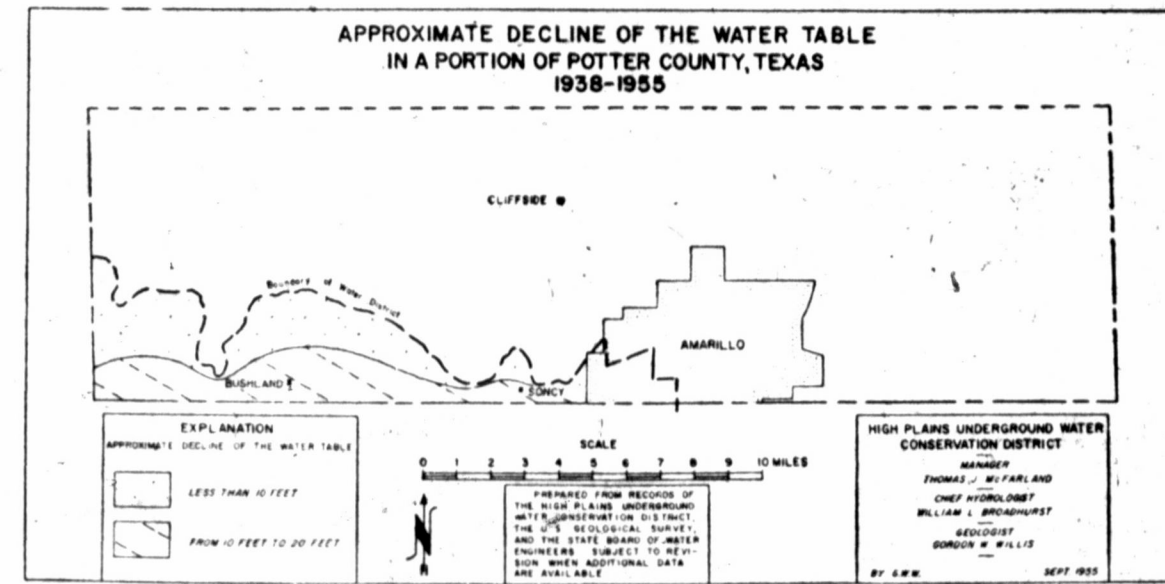 APPROXIMATE DECLINE OF THE WATER TABLE
IN A PORTION OF POTTER COUNTY, TEXAS
1938-1955
CLIFFSIDE
Boundary of Water District
AMARILLO
BUSHLAND
SONCY
EXPLANATION
APPROXIMATE DECLINE OF THE WATER TABLE
LESS THAN 10 FEET
FROM 10 FEET TO 20 FEET
SCALE
0 1 2 3 4 5 6 7 8 9 10 MILES
N
PREPARED FROM RECORDS OF
THE HIGH PLAINS UNDERGROUND
WATER CONSERVATION DISTRICT,
THE U S GEOLOGICAL SURVEY,
AND THE STATE BOARD OF WATER
ENGINEERS SUBJECT TO REVI-
SION WHEN ADDITIONAL DATA
ARE AVAILABLE
HIGH PLAINS UNDERGROUND WATER
CONSERVATION DISTRICT
MANAGER
THOMAS J McFARLAND
CHIEF HYDROLOGIST
WILLIAM L BROADHURST
GEOLOGIST
GORDON W WILLIS
BY G.W.W. SEPT 1955